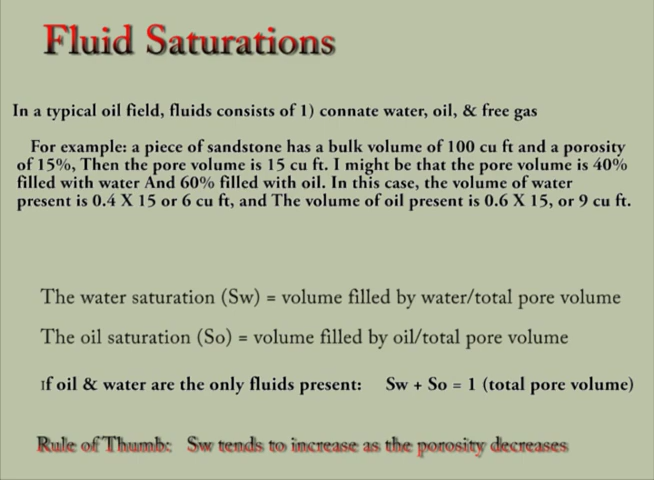 Fluid Saturations
In a typical oil field, fluids consists of 1) connate water, oil, & free gas
For example: a piece of sandstone has a bulk volume of 100 cu ft and a porosity
of 15%, Then the pore volume is 15 cu ft. I might be that the pore volume is 40%
filled with water And 60% filled with oil. In this case, the volume of water
present is 0.4 X 15 or 6 cu ft, and The volume of oil present is 0.6 X 15, or 9 cu ft.
The water saturation (Sw) = volume filled by water/total pore volume
The oil saturation (So) = volume filled by oil/total pore volume
If oil & water are the only fluids present: Sw + So = 1 (total pore volume)
Rule of Thumb: Sw tends to increase as the porosity decreases